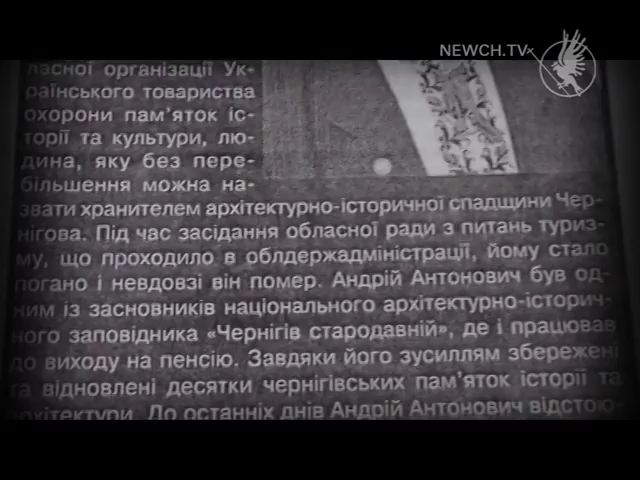 NEWCH.TV
ласної організації Ук-
раїнського товариства
охорони пам'яток іс-
торії та культури, лю-
дина, яку без пере-
більшення можна на-
звати хранителем архітектурно-історичної спадщини Чер-
нігова. Під час засідання обласної ради з питань туриз-
му, що проходило в облдержадміністрації, йому стало
погано і невдовзі він помер. Андрій Антонович був од-
ним із засновників національного архітектурно-історич-
ного заповідника «Чернігів стародавній», де і працював
до виходу на пенсію. Завдяки його зусиллям збережені
та відновлені десятки чернігівських пам'яток історії та
архітектури. До останніх днів Андрій Антонович відстою-